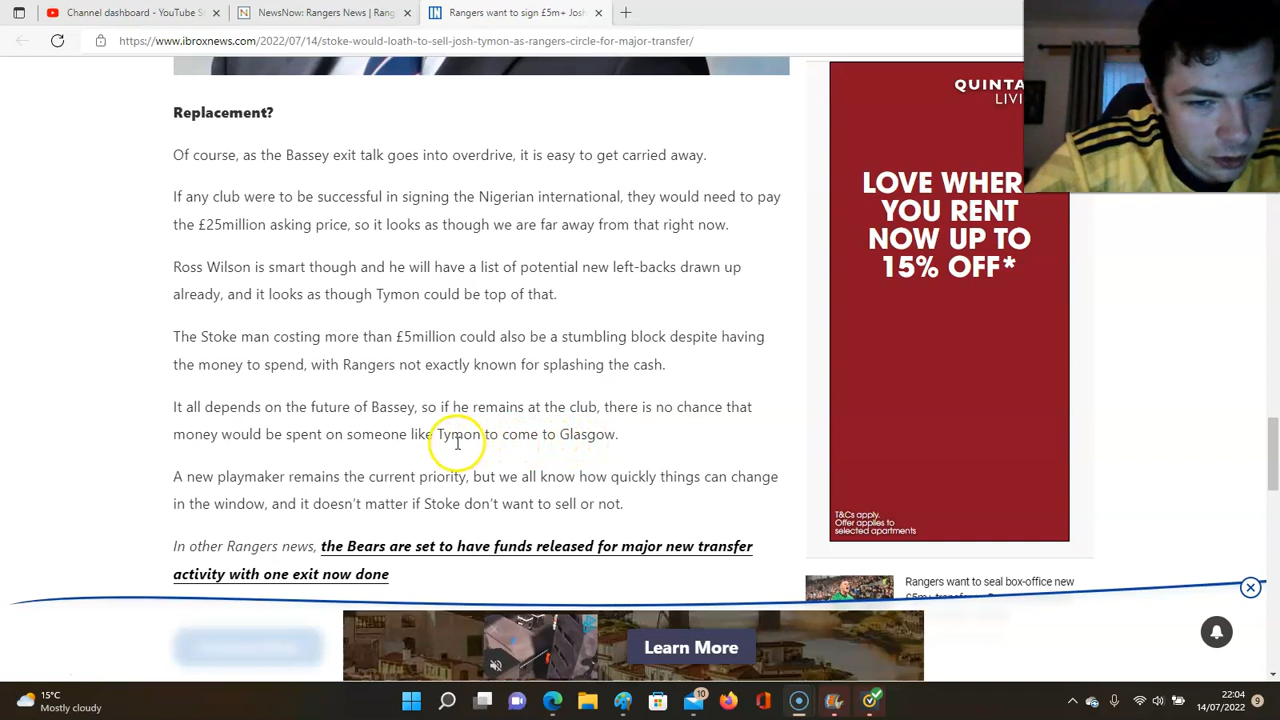 Channel dashboard - YouTube St
NewsNow: Rangers News | Rang
Rangers want to sign £5m+ Josh
https://www.ibroxnews.com/2022/07/14/stoke-would-loath-to-sell-josh-tymon-as-rangers-circle-for-major-transfer/
Replacement?
Of course, as the Bassey exit talk goes into overdrive, it is easy to get carried away.
If any club were to be successful in signing the Nigerian international, they would need to pay
the £25million asking price, so it looks as though we are far away from that right now.
Ross Wilson is smart though and he will have a list of potential new left-backs drawn up
already, and it looks as though Tymon could be top of that.
The Stoke man costing more than £5million could also be a stumbling block despite having
the money to spend, with Rangers not exactly known for splashing the cash.
It all depends on the future of Bassey, so if he remains at the club, there is no chance that
money would be spent on someone like Tymon to come to Glasgow.
A new playmaker remains the current priority, but we all know how quickly things can change
in the window, and it doesn't matter if Stoke don't want to sell or not.
In other Rangers news, the Bears are set to have funds released for major new transfer
activity with one exit now done
QUINTA
LIVI
LOVE WHER
YOU RENT
NOW UP TO
15% OFF*
T&Cs apply.
Offer applies to
selected apartments
Rangers want to seal box-office new
Learn More
15°C
Mostly cloudy
10
22:04
14/07/2022
9